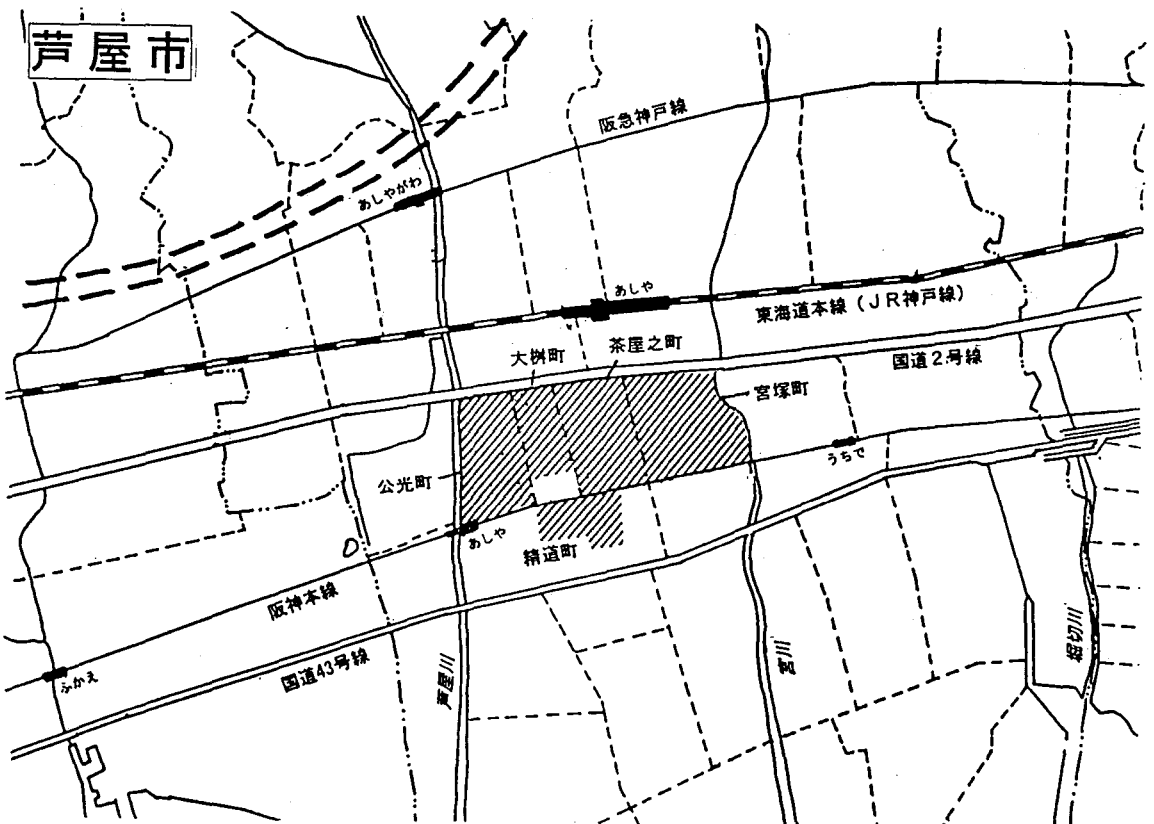 芦屋市
阪急神戸線
あしやがわ
あしや
東海道本線(JR神戸線)
大桝町
茶屋之町
国道2号線
宮塚町
うちで
公光町
あしや
精道町
阪神本線
国道43号線
ふかえ
芦屋川
宮川
堀切川